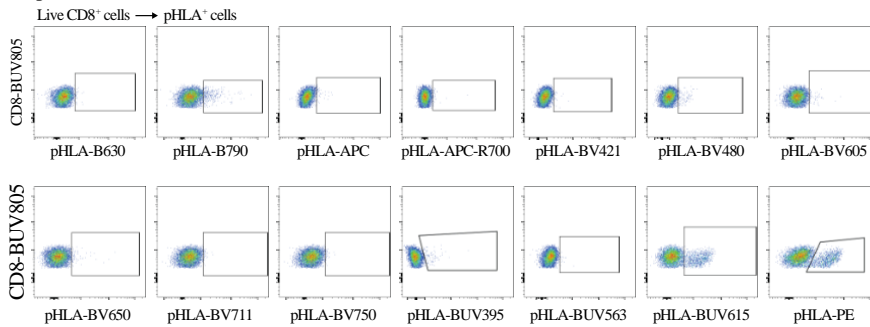 Live CD8⁺ cells → pHLA⁺ cells
CD8-BUV805
pHLA-B630 pHLA-B790 pHLA-APC pHLA-APC-R700 pHLA-BV421 pHLA-BV480 pHLA-BV605
CD8-BUV805
pHLA-BV650 pHLA-BV711 pHLA-BV750 pHLA-BUV395 pHLA-BUV563 pHLA-BUV615 pHLA-PE